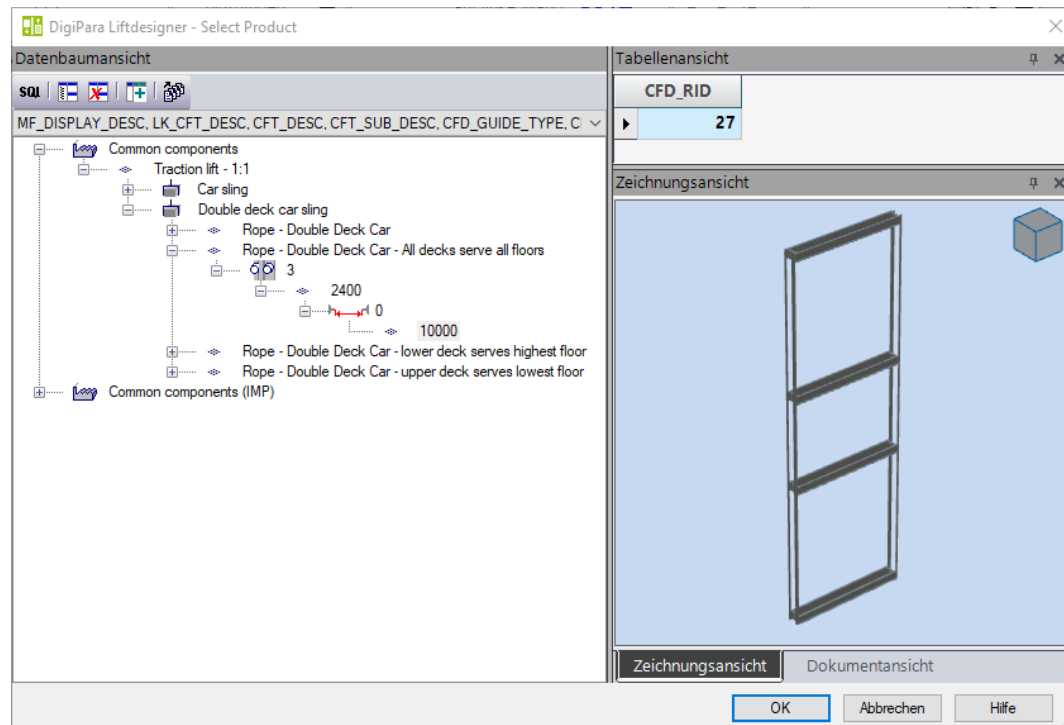 DigiPara Liftdesigner - Select Product
Datenbaumansicht
SQL
MF_DISPLAY_DESC, LK_CFT_DESC, CFT_DESC, CFT_SUB_DESC, CFD_GUIDE_TYPE,
Common components
Traction lift - 1:1
Car sling
Double deck car sling
Rope - Double Deck Car
Rope - Double Deck Car - All decks serve all floors
3
2400
0
10000
Rope - Double Deck Car - lower deck serves highest floor
Rope - Double Deck Car - upper deck serves lowest floor
Common components (IMP)
Tabellenansicht
CFD_RID
27
Zeichnungsansicht
Zeichnungsansicht Dokumentansicht
OK Abbrechen Hilfe